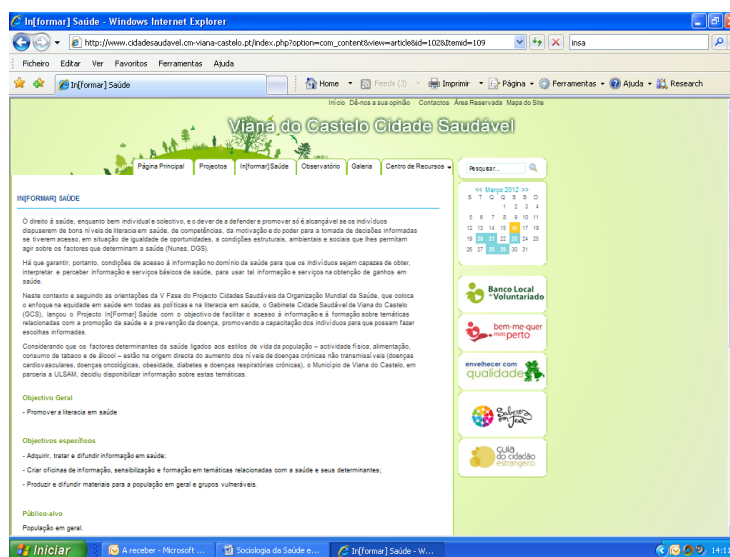 In[formar] Saúde - Windows Internet Explorer
http://www.cidadesaudavel.cm-viana-castelo.pt/index.php?option=com_content&view=article&id=102&Itemid=109
insa
Ficheiro Editar Ver Favoritos Ferramentas Ajuda
In[formar] Saúde
Home Feeds (J) Imprimir Página Ferramentas Ajuda Research
Início Dê-nos a sua opinião Contactos Área Reservada Mapa do Site
Viana do Castelo Cidade Saudável
Página Principal Projectos In[formar] Saúde Observatório Galeria Centro de Recursos
Pesquisar...
IN[FORMAR] SAÚDE
O direito à saúde, enquanto bem individual e colectivo, e o dever de a defender e promover só é alcançável se os indivíduos
dispuserem de bons níveis de literacia em saúde, de competências, da motivação e do poder para a tomada de decisões informadas
se tiverem acesso, em situação de igualdade de oportunidades, a condições estruturais, ambientais e sociais que lhes permitam
agir sobre os factores que determinam a saúde (Nunes, DGS).
Há que garantir, portanto, condições de acesso à informação no domínio da saúde para que os indivíduos sejam capazes de obter,
interpretar e perceber informação e serviços básicos de saúde, para usar tal informação e serviços na obtenção de ganhos em
saúde.
Neste contexto e seguindo as orientações da V Fase do Projecto Cidades Saudáveis da Organização Mundial da Saúde, que coloca
o enfoque na equidade em saúde em todas as políticas e na literacia em saúde, o Gabinete Cidade Saudável de Viana do Castelo
(GCS), lançou o Projecto In[Formar] Saúde com o objectivo de facilitar o acesso à informação e à formação sobre temáticas
relacionadas com a promoção da saúde e a prevenção da doença, promovendo a capacitação dos indivíduos para que possam fazer
escolhas informadas.
Considerando que os factores determinantes da saúde ligados aos estilos de vida da população – actividade física, alimentação,
consumo de tabaco e de álcool – estão na origem directa do aumento dos níveis de doenças crónicas não transmissíveis (doenças
cardiovasculares, doenças oncológicas, obesidade, diabetes e doenças respiratórias crónicas), o Município de Viana do Castelo, em
parceria a ULSAM, decidiu disponibilizar informação sobre estas temáticas.
Objectivo Geral
- Promover a literacia em saúde
Objectivos específicos
- Adquirir, tratar e difundir informação em saúde;
- Criar oficinas de informação, sensibilização e formação em temáticas relacionadas com a saúde e seus determinantes;
- Produzir e difundir materiais para a população em geral e grupos vulneráveis.
Público-alvo
População em geral.
<< Março 2012 >>
S T Q Q S S D
1 2 3 4
5 6 7 8 9 10 11
12 13 14 15 16 17 18
19 20 21 22 23 24 25
26 27 28 29 30 31
Banco Local
de Voluntariado
bem-me-quer
mais perto
envelhecer com
qualidade
Saberes
em Teia
guia
do cidadão
estrangeiro
Iniciar
A receber - Microsoft ...
Sociologia da Saúde e...
In[formar] Saúde - W...
14:11